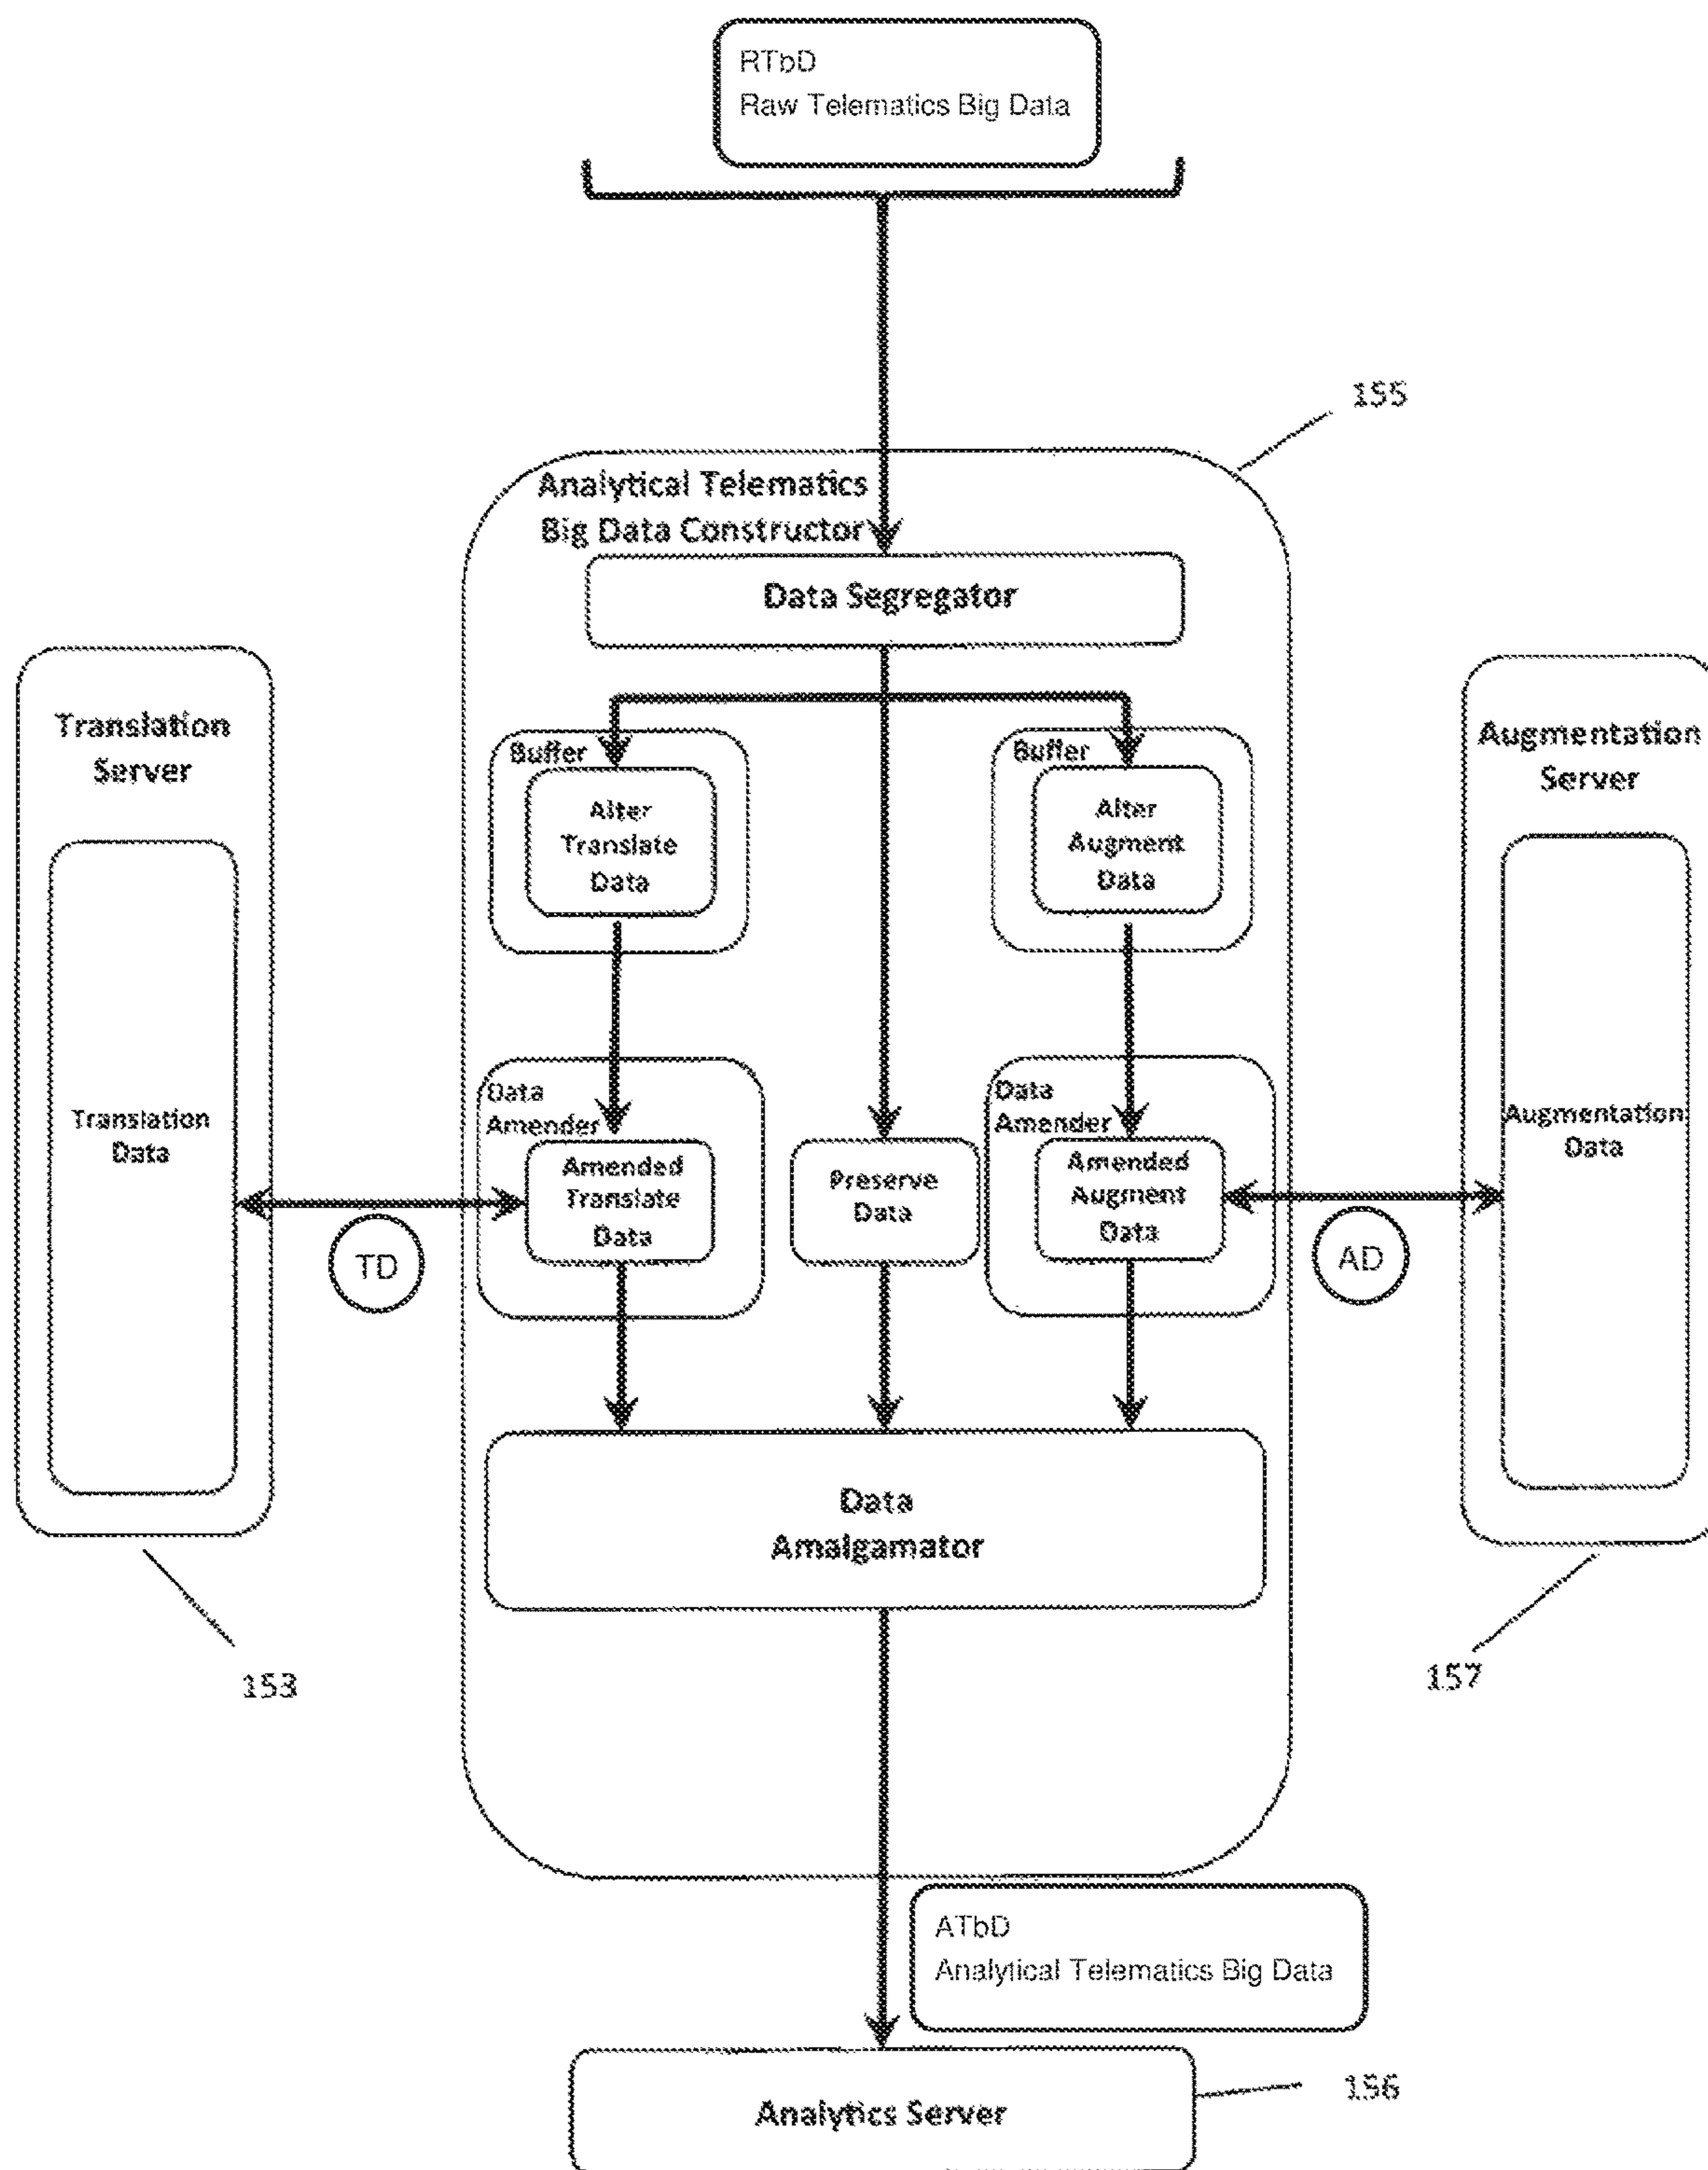 RTbD
Raw Telematics Big Data
155
Analytical Telematics
Big Data Constructor
Data Segregator
Translation
Server
Augmentation
Server
Buffer
Alter
Translate
Data
Buffer
Alter
Augment
Data
Translation
Data
Data
Amender
Amended
Translate
Data
Preserve
Data
Data
Amender
Amended
Augment
Data
Augmentation
Data
TD
AD
Data
Amalgamator
153
157
ATbD
Analytical Telematics Big Data
Analytics Server
156